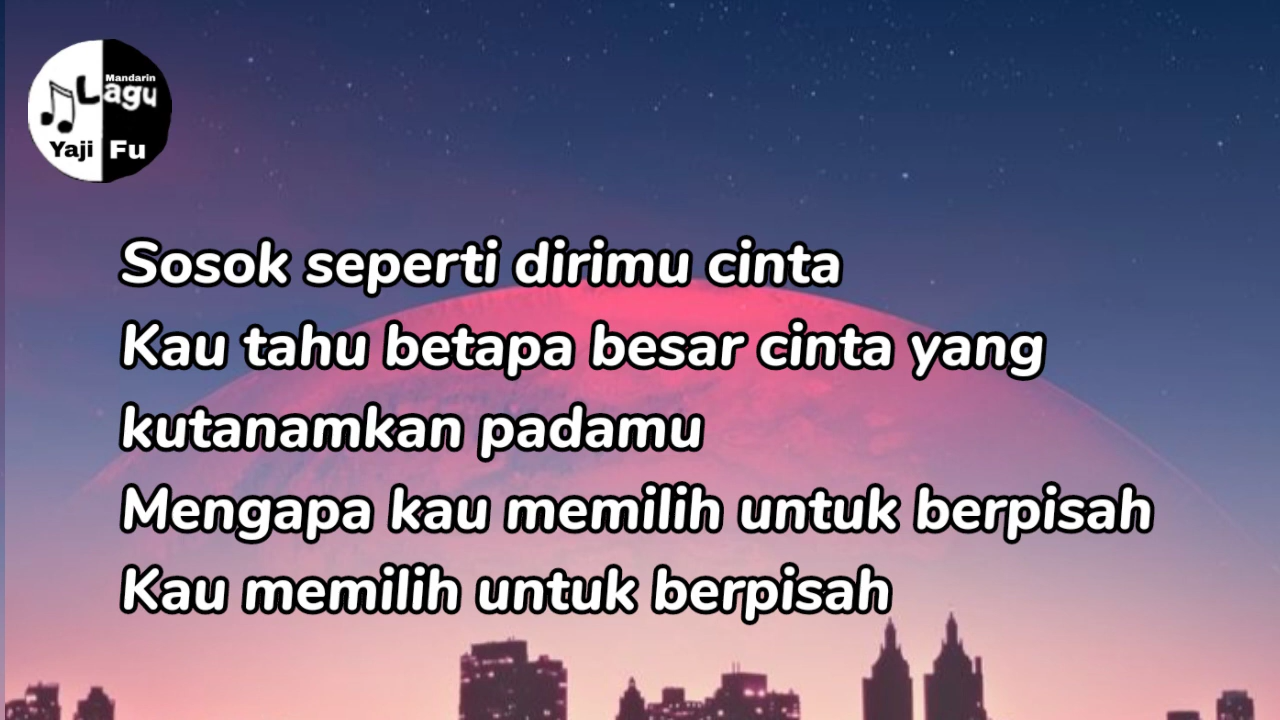 Mandarin
Lagu
Yaji Fu
Sosok seperti dirimu cinta
Kau tahu betapa besar cinta yang
kutanamkan padamu
Mengapa kau memilih untuk berpisah
Kau memilih untuk berpisah